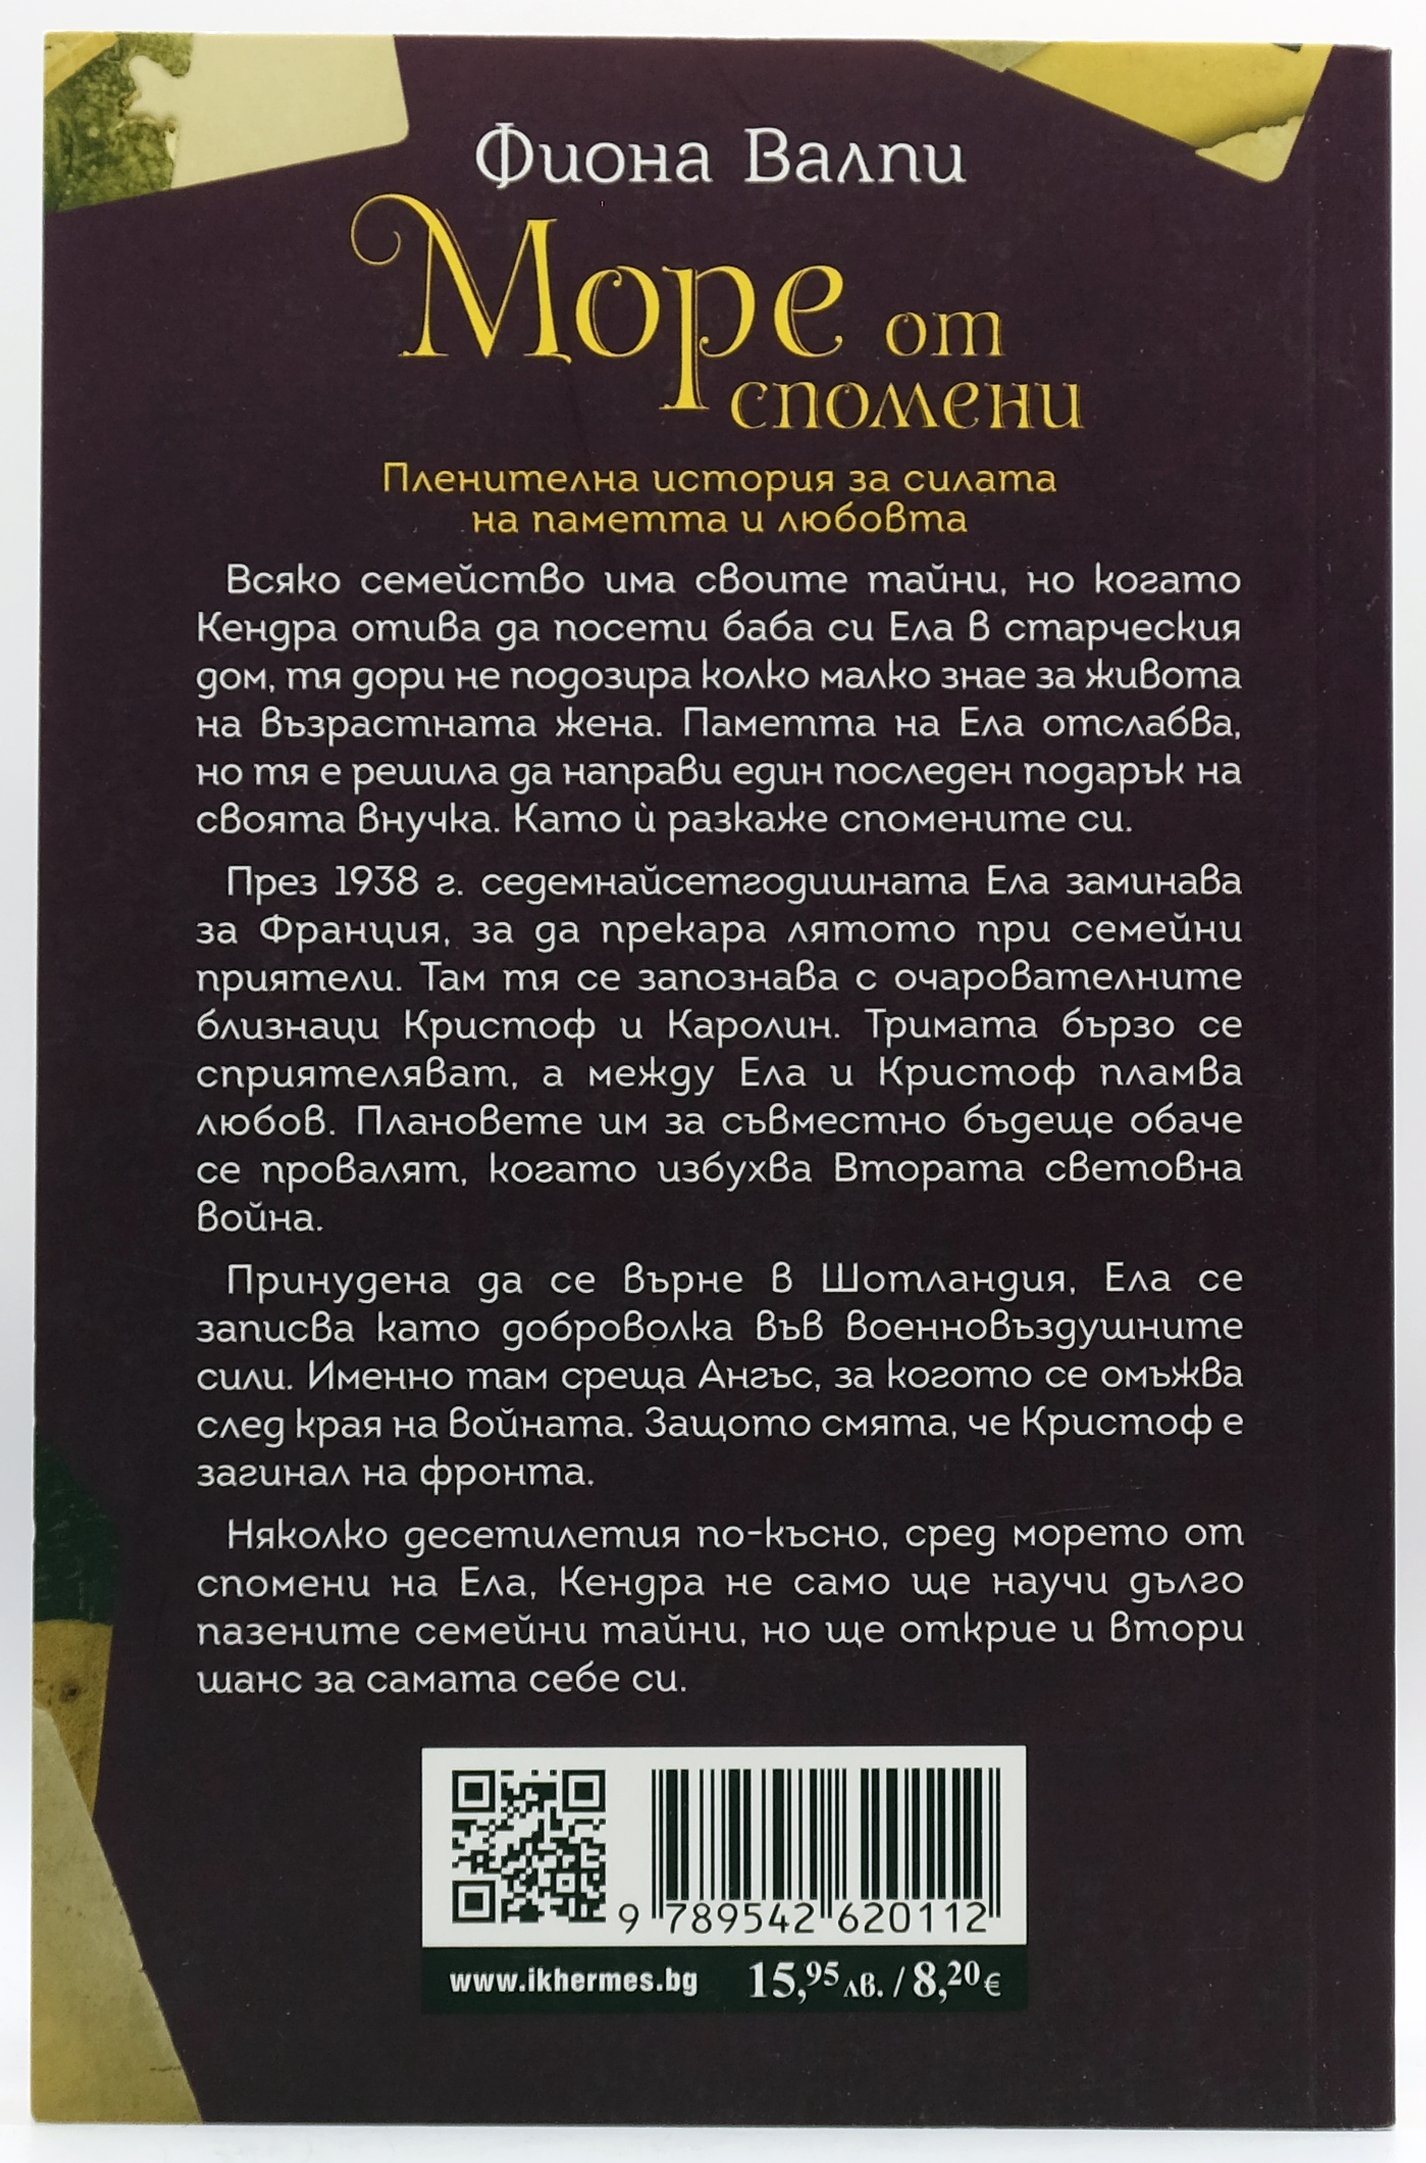 Фиона Валпи
Море от
спомени
Пленителна история за силата
на паметта и любовта
Всяко семейство има своите тайни, но когато
Кендра отива да посети баба си Ела в старческия
дом, тя дори не подозира колко малко знае за живота
на възрастната жена. Паметта на Ела отслабва,
но тя е решила да направи един последен подарък на
своята внучка. Като ѝ разкаже спомените си.
През 1938 г. седемнайсетгодишната Ела заминава
за Франция, за да прекара лятото при семейни
приятели. Там тя се запознава с очарователните
близнаци Кристоф и Каролин. Тримата бързо се
сприятеляват, а между Ела и Кристоф пламва
любов. Плановете им за съвместно бъдеще обаче
се провалят, когато избухва Втората световна
война.
Принудена да се върне в Шотландия, Ела се
записва като доброволка във военновъздушните
сили. Именно там среща Ангъс, за когото се омъжва
след края на войната. Защото смята, че Кристоф е
загинал на фронта.
Няколко десетилетия по-късно, сред морето от
спомени на Ела, Кендра не само ще научи дълго
пазените семейни тайни, но ще открие и втори
шанс за самата себе си.
9 789542 620112
www.ikhermes.bg 15,95 лв. / 8,20 €